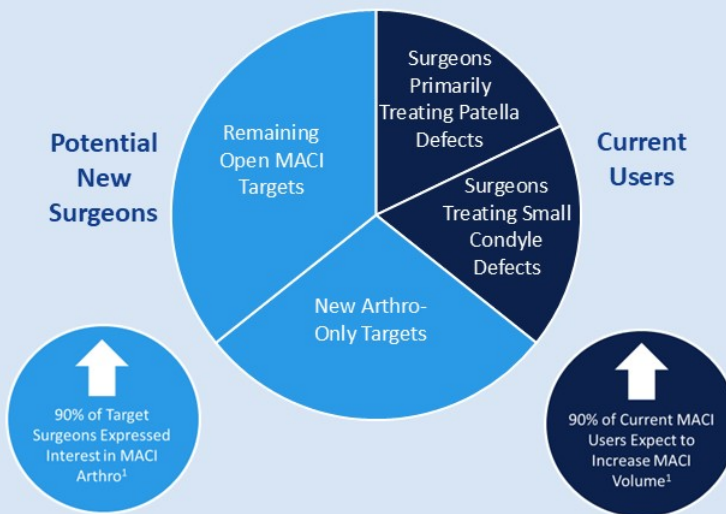 Potential
New
Surgeons
Remaining
Open MACI
Targets
Surgeons
Primarily
Treating Patella
Defects
Surgeons
Treating Small
Condyle
Defects
Current
Users
New Arthro-
Only Targets
90% of Target
Surgeons Expressed
Interest in MACI
Arthro¹
90% of Current MACI
Users Expect to
Increase MACI
Volume¹